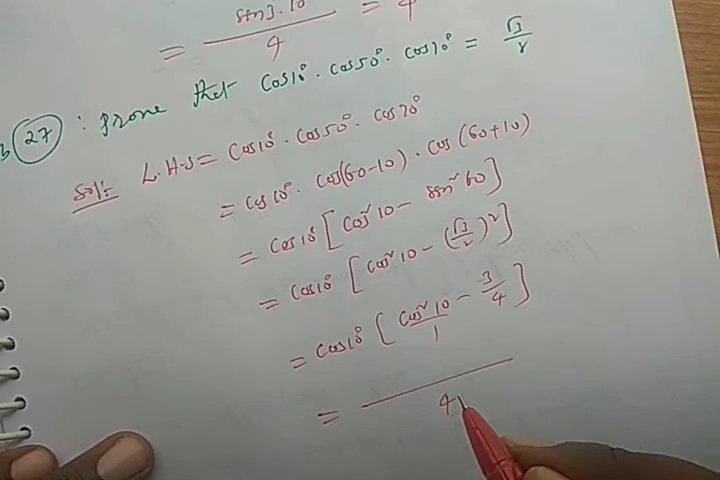 = sin3.10 / 4 = 4
27 : Prove that Cos10°. Cos50°. Cos70° = √3/8
Sol:- L.H.S = Cos10°. Cos50°. Cos70°
= Cos10°. Cos(60-10). Cos(60+10)
= Cos10° [Cos²10 - sin²60]
= Cos10° [Cos²10 - (√3/2)²]
= Cos10° [Cos²10/1 - 3/4]
= / 4